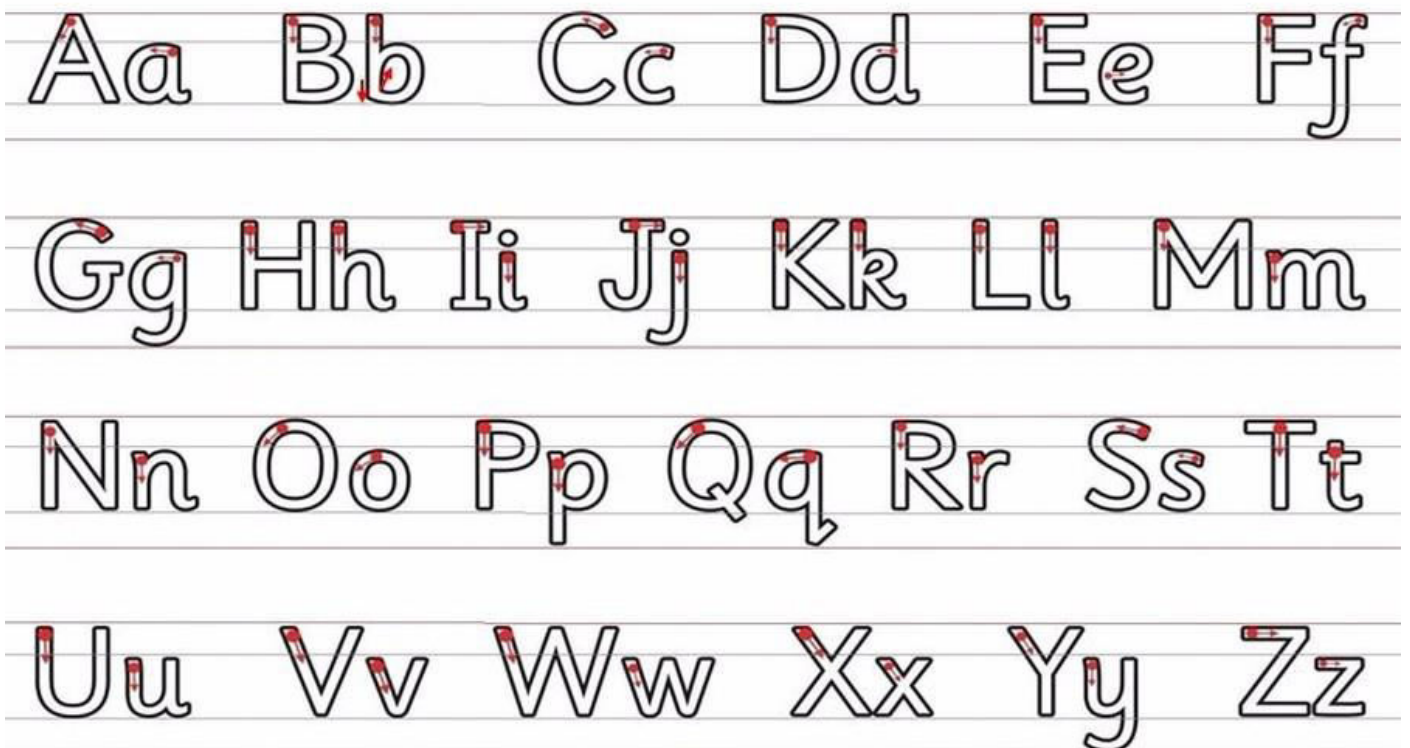 Aa Bb Cc Dd Ee Ff
Gg Hh Ii Jj Kk Ll Mm
Nn Oo Pp Qq Rr Ss Tt
Uu Vv Ww Xx Yy Zz